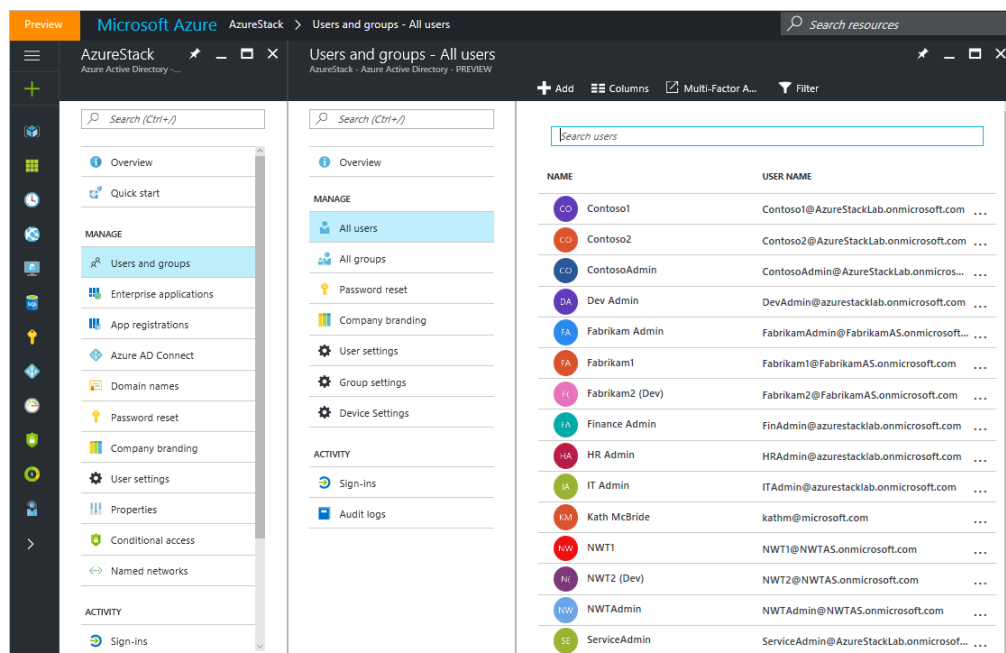 Preview
Microsoft Azure AzureStack > Users and groups - All users
Search resources
AzureStack
Azure Active Directory -...
Search (Ctrl+/)
Overview
Quick start
MANAGE
Users and groups
Enterprise applications
App registrations
Azure AD Connect
Domain names
Password reset
Company branding
User settings
Properties
Conditional access
Named networks
ACTIVITY
Sign-ins
Users and groups - All users
AzureStack - Azure Active Directory - PREVIEW
Search (Ctrl+/)
Overview
MANAGE
All users
All groups
Password reset
Company branding
User settings
Group settings
Device Settings
ACTIVITY
Sign-ins
Audit logs
Add Columns Multi-Factor A... Filter
Search users
NAME USER NAME
CO Contoso1 Contoso1@AzureStackLab.onmicrosoft.com ...
CO Contoso2 Contoso2@AzureStackLab.onmicrosoft.com ...
CO ContosoAdmin ContosoAdmin@AzureStackLab.onmicros... ...
DA Dev Admin DevAdmin@azurestacklab.onmicrosoft.com ...
FA Fabrikam Admin FabrikamAdmin@FabrikamAS.onmicrosoft... ...
FA Fabrikam1 Fabrikam1@FabrikamAS.onmicrosoft.com ...
F( Fabrikam2 (Dev) Fabrikam2@FabrikamAS.onmicrosoft.com ...
FA Finance Admin FinAdmin@azurestacklab.onmicrosoft.com ...
HA HR Admin HRAdmin@azurestacklab.onmicrosoft.com ...
IA IT Admin ITAdmin@azurestacklab.onmicrosoft.com ...
KM Kath McBride kathm@microsoft.com ...
NW NWT1 NWT1@NWTAS.onmicrosoft.com ...
N( NWT2 (Dev) NWT2@NWTAS.onmicrosoft.com ...
NW NWTAdmin NWTAdmin@NWTAS.onmicrosoft.com ...
SE ServiceAdmin ServiceAdmin@AzureStackLab.onmicrosof... ...